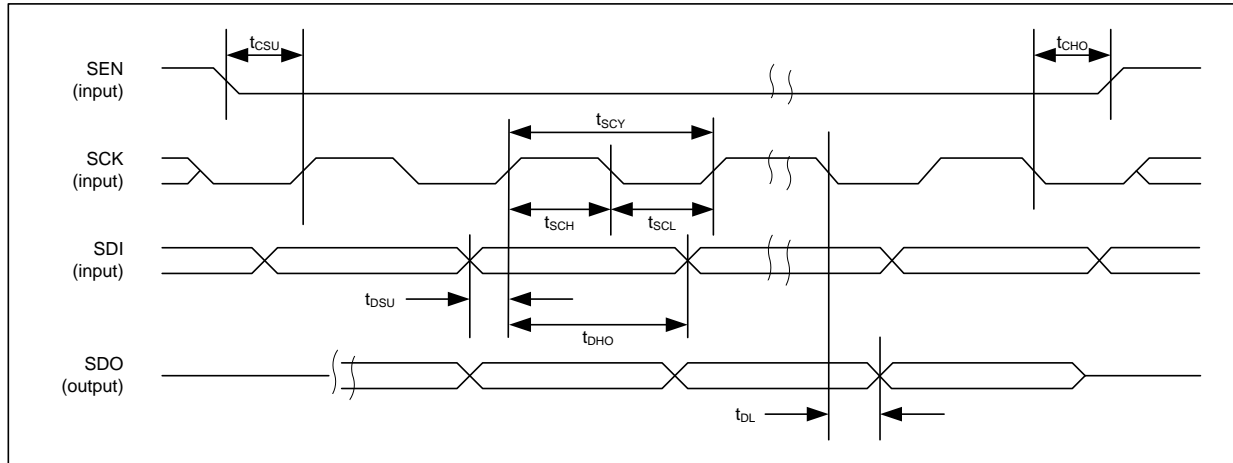 tCSU
tCHO
SEN
(input)
tSCY
SCK
(input)
tSCH
tSCL
SDI
(input)
tDSU
tDHO
SDO
(output)
tDL